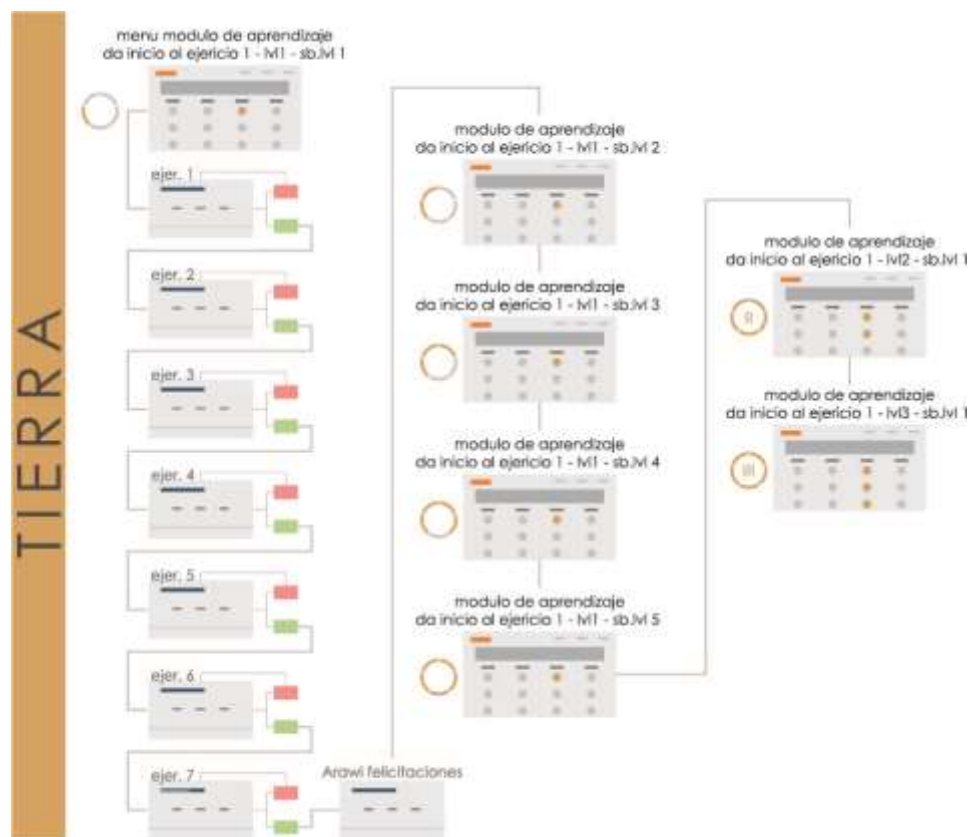 TIERRA
menu modulo de aprendizaje
da inicio al ejercicio 1 - lvl1 - sb.lvl 1
ejer. 1
ejer. 2
ejer. 3
ejer. 4
ejer. 5
ejer. 6
ejer. 7
Arawi felicitaciones
modulo de aprendizaje
da inicio al ejercicio 1 - lvl1 - sb.lvl 2
modulo de aprendizaje
da inicio al ejercicio 1 - lvl1 - sb.lvl 3
modulo de aprendizaje
da inicio al ejercicio 1 - lvl1 - sb.lvl 4
modulo de aprendizaje
da inicio al ejercicio 1 - lvl1 - sb.lvl 5
modulo de aprendizaje
da inicio al ejercicio 1 - lvl2 - sb.lvl 1
II
modulo de aprendizaje
da inicio al ejercicio 1 - lvl3 - sb.lvl 1
III